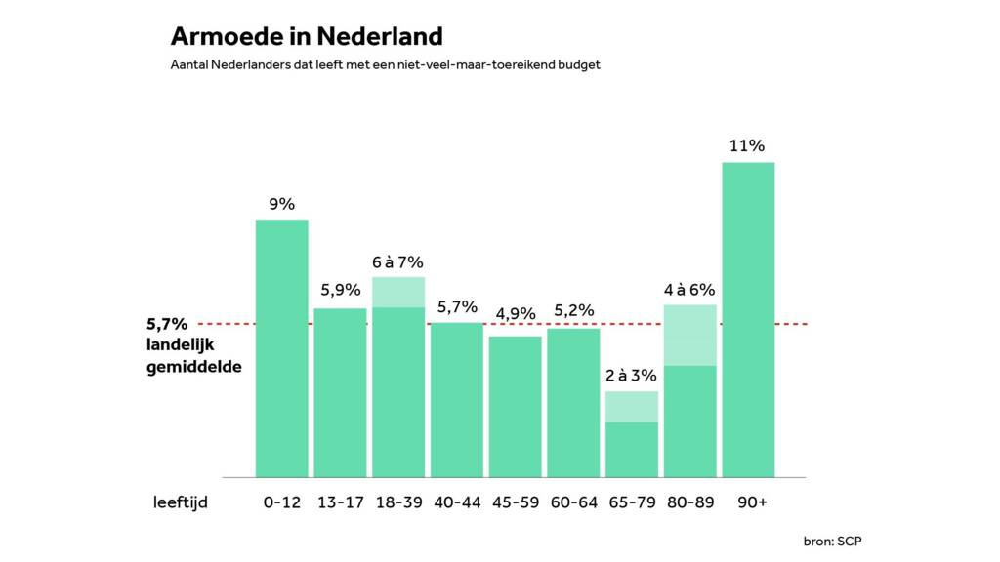 Armoede in Nederland
Aantal Nederlanders dat leeft met een niet-veel-maar-toereikend budget
11%
9%
6 à 7%
5,9%
4 à 6%
5,7%
4,9%
5,2%
5,7%
landelijk
gemiddelde
2 à 3%
leeftijd 0-12 13-17 18-39 40-44 45-59 60-64 65-79 80-89 90+
bron: SCP